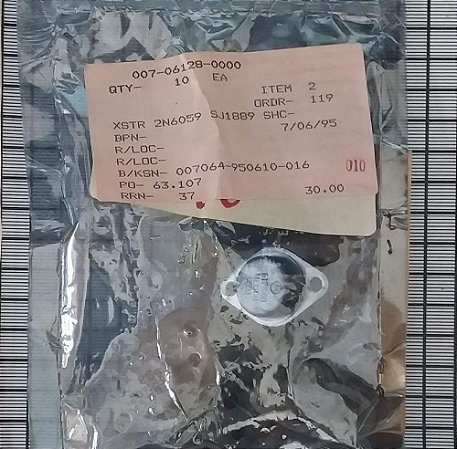 007-06128-0000
QTY- 10 EA ITEM 2
ORDR- 119
XSTR 2N6059 SJ1889 SHC-
BPN- 7/06/95
R/LOC-
R/LOC-
B/KSN- 007064-950610-016 010
PO- 63.107
RRN- 37 30.00